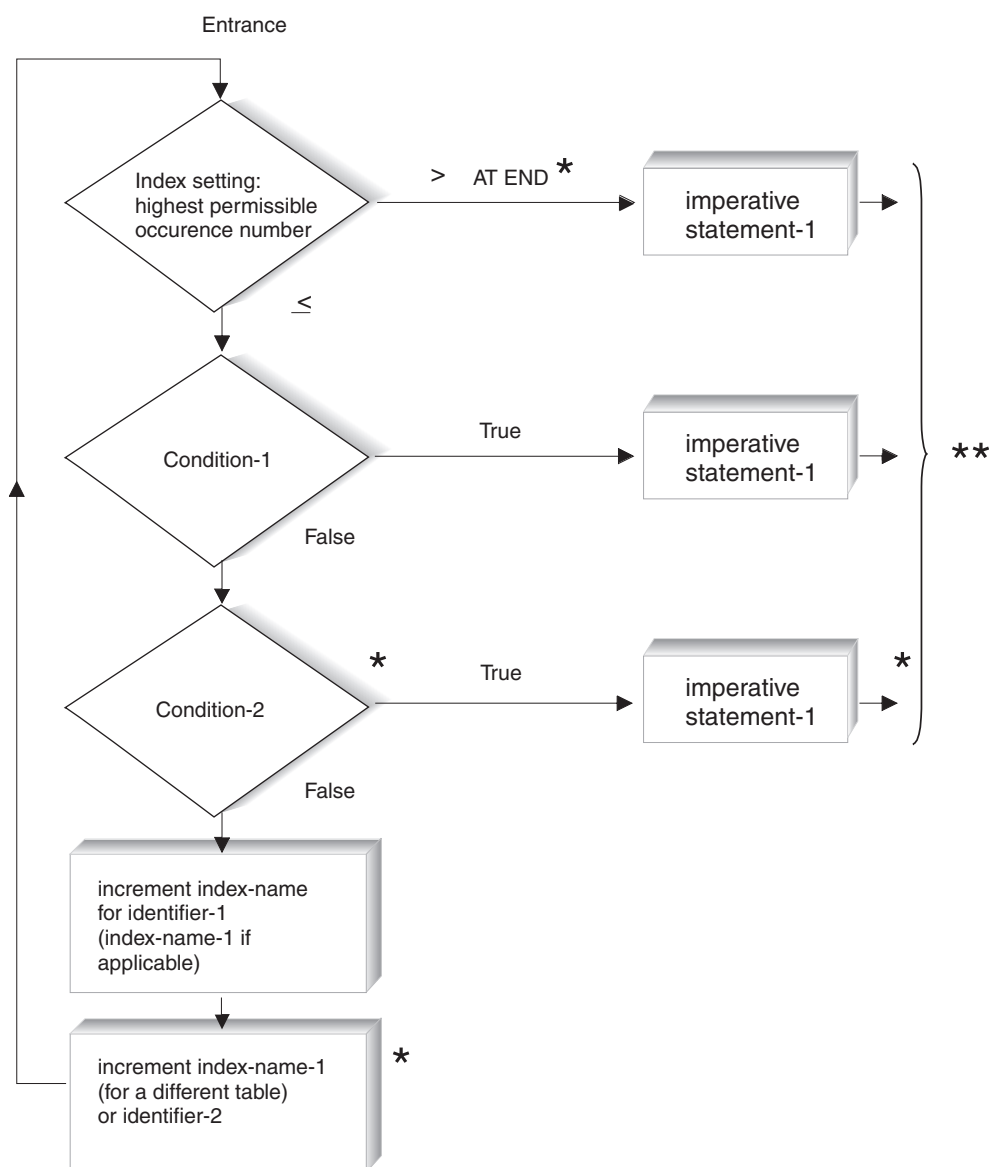 Entrance
Index setting:
highest permissible
occurence number
> AT END *
imperative
statement-1
≤
Condition-1
True
imperative
statement-1
**
False
Condition-2
*
True
imperative
statement-1
*
False
increment index-name
for identifier-1
(index-name-1 if
applicable)
increment index-name-1
(for a different table)
or identifier-2
*